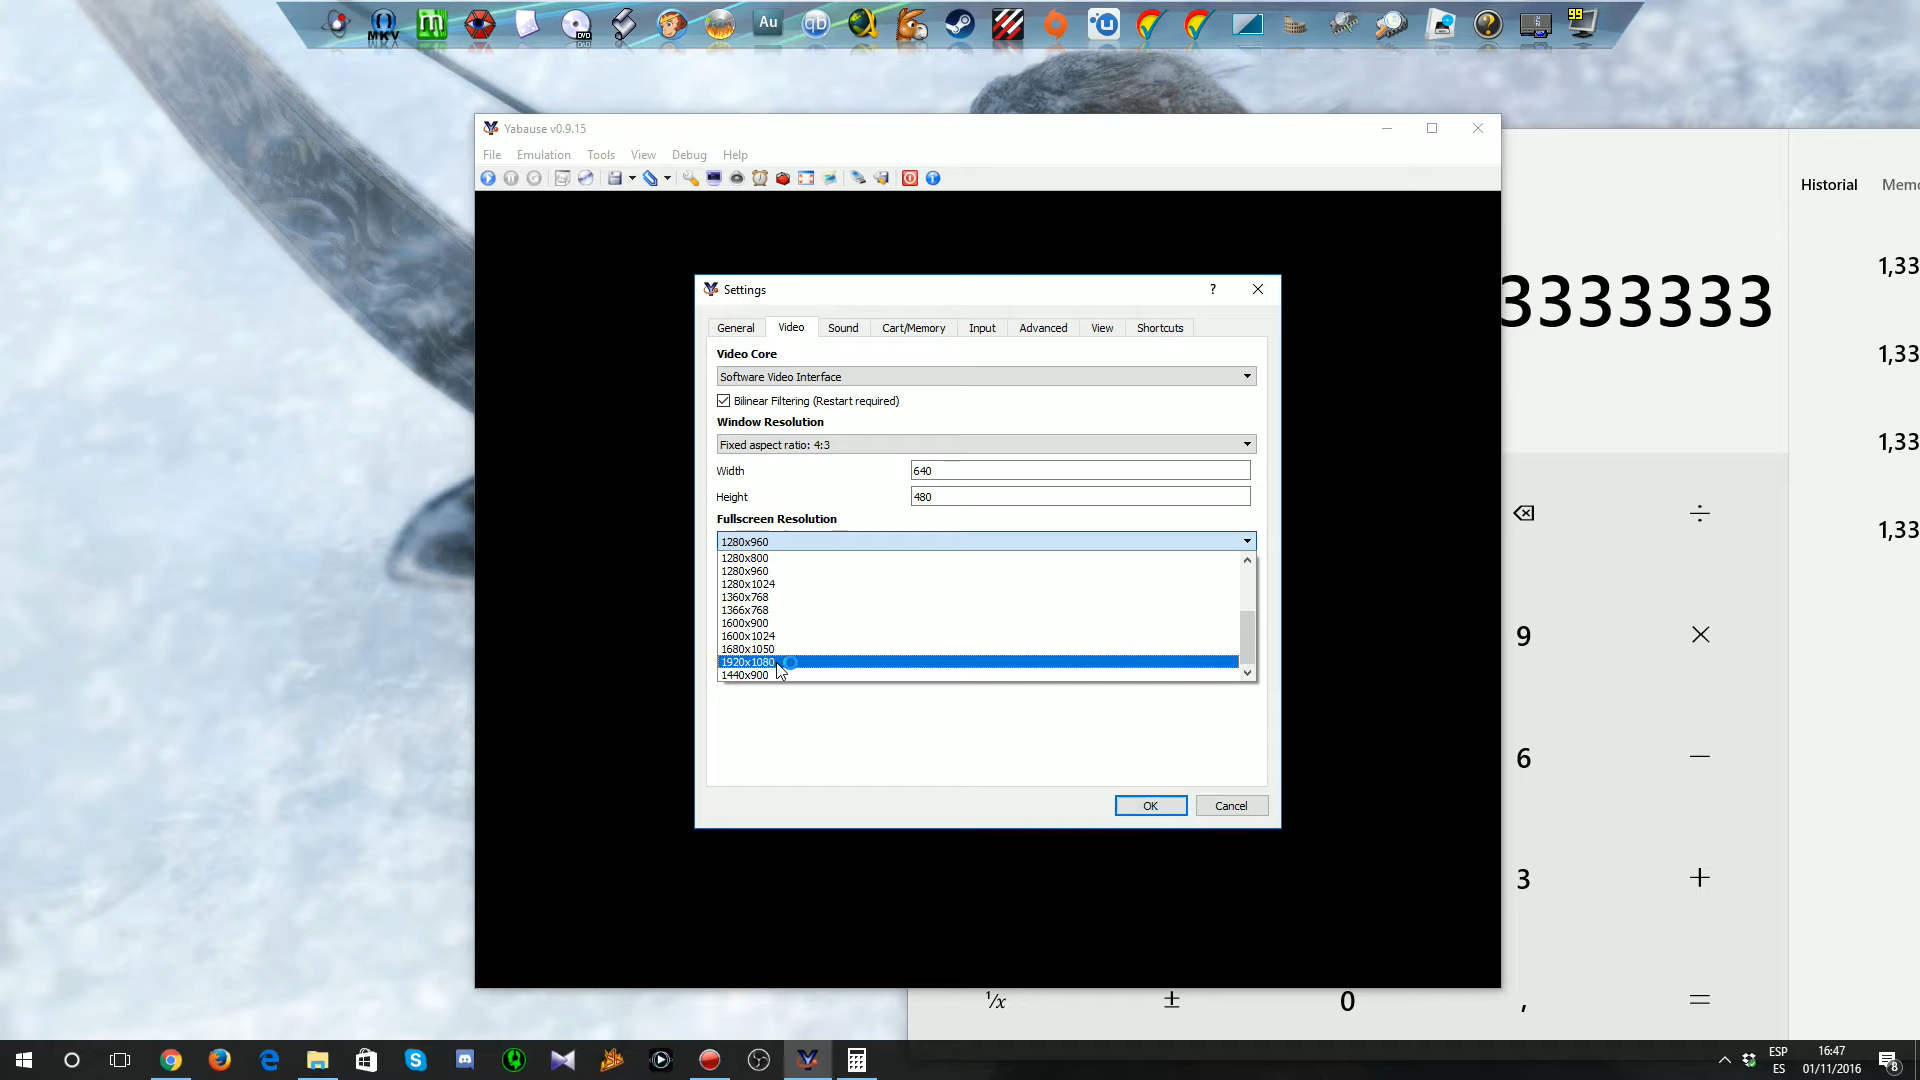 MKV
DVD
Au
qb
99
Yabause v0.9.15
File Emulation Tools View Debug Help
Historial
1,33
3333333
1,33
1,33
1,33
Settings
?
General Video Sound Cart/Memory Input Advanced View Shortcuts
Video Core
Software Video Interface
Bilinear Filtering (Restart required)
Window Resolution
Fixed aspect ratio: 4:3
Width 640
Height 480
Fullscreen Resolution
1280x960
1280x800
1280x960
1280x1024
1360x768
1366x768
1600x900
1600x1024
1680x1050
1920x1080
1440x900
OK Cancel
÷
9 ×
6 −
3 +
¹/x ± 0 , =
ESP
ES
16:47
01/11/2016
8